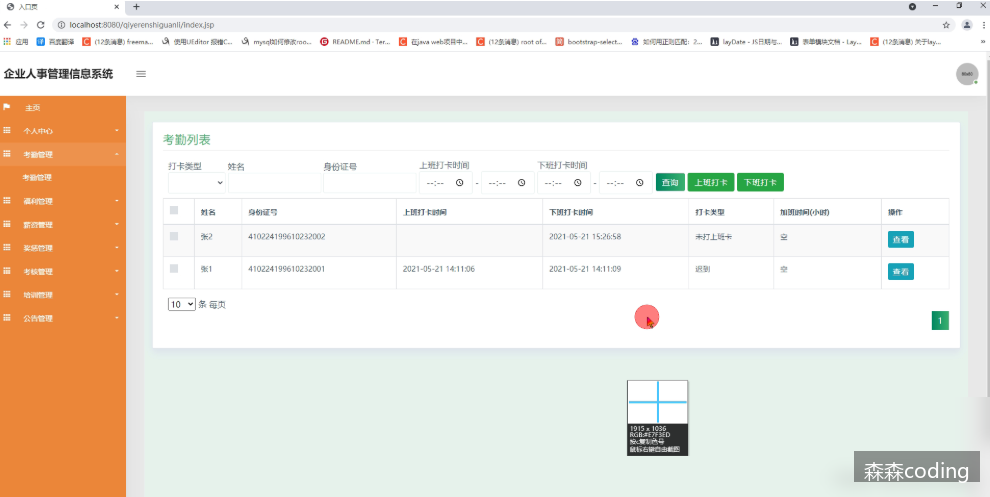 入口页
localhost:8080/qiyerenshiguanli/index.jsp
应用 百度翻译 (12条消息) freema... 使用UEditor 报错C... mysql如何修改roo... README.md · Ter... 在java web项目中... (12条消息) root of... bootstrap-select... 如何用正则匹配：2... layDate - JS日期与... 表单模块文档 - Lay... (12条消息) 关于lay...
企业人事管理信息系统
主页
个人中心
考勤管理
考勤管理
福利管理
薪资管理
奖惩管理
考核管理
培训管理
公告管理
考勤列表
打卡类型 姓名 身份证号 上班打卡时间 下班打卡时间
--:-- - --:-- --:-- - --:-- 查询 上班打卡 下班打卡
姓名 身份证号 上班打卡时间 下班打卡时间 打卡类型 加班时间(小时) 操作
张2 410224199610232002 2021-05-21 15:26:58 未打上班卡 空 查看
张1 410224199610232001 2021-05-21 14:11:06 2021-05-21 14:11:09 迟到 空 查看
10 条 每页
1
1915 x 1036
RGB:#E7F3ED
按c复制色号
鼠标右键自由截图
森森coding